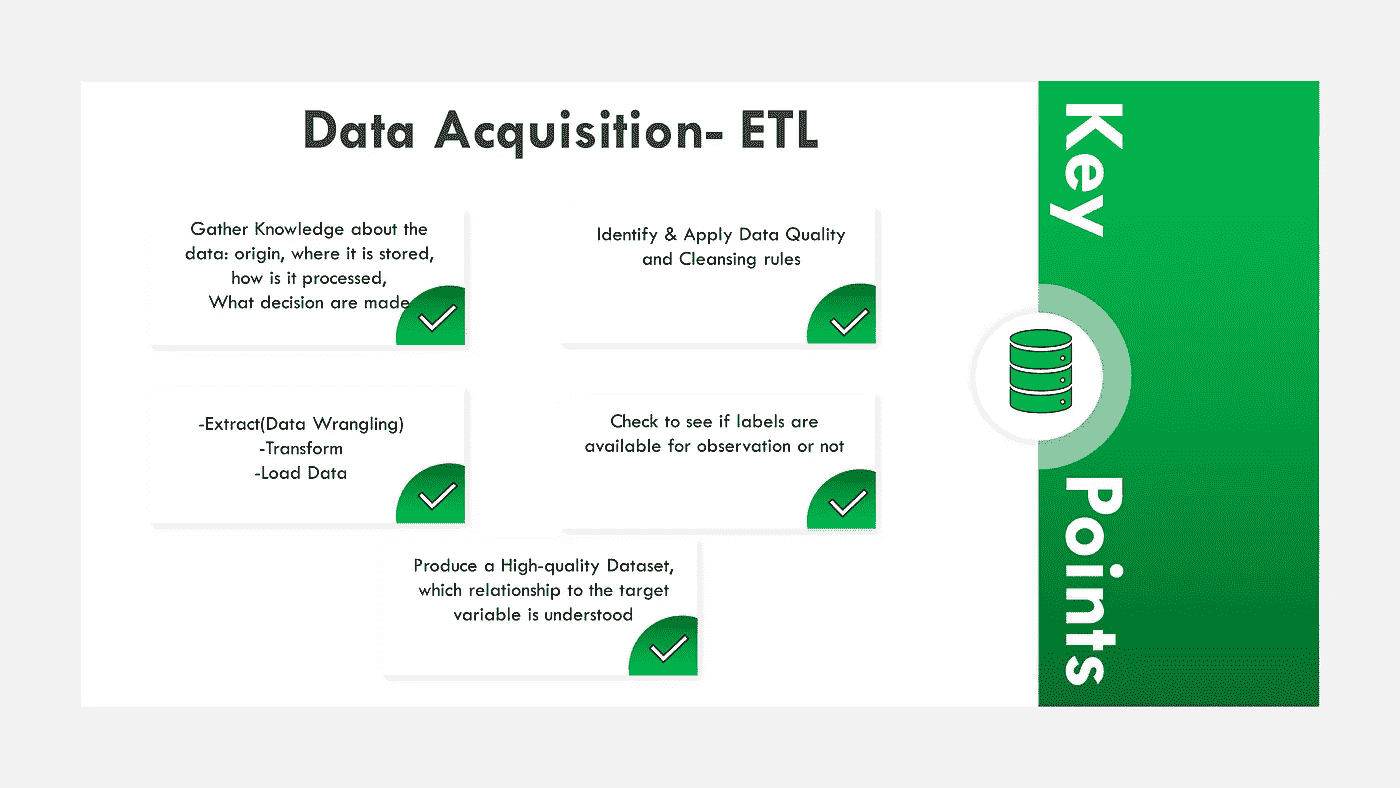 Data Acquisition- ETL
Gather Knowledge about the
data: origin, where it is stored,
how is it processed,
What decision are made
Identify & Apply Data Quality
and Cleansing rules
-Extract(Data Wrangling)
-Transform
-Load Data
Check to see if labels are
available for observation or not
Produce a High-quality Dataset,
which relationship to the target
variable is understood
Key
Points